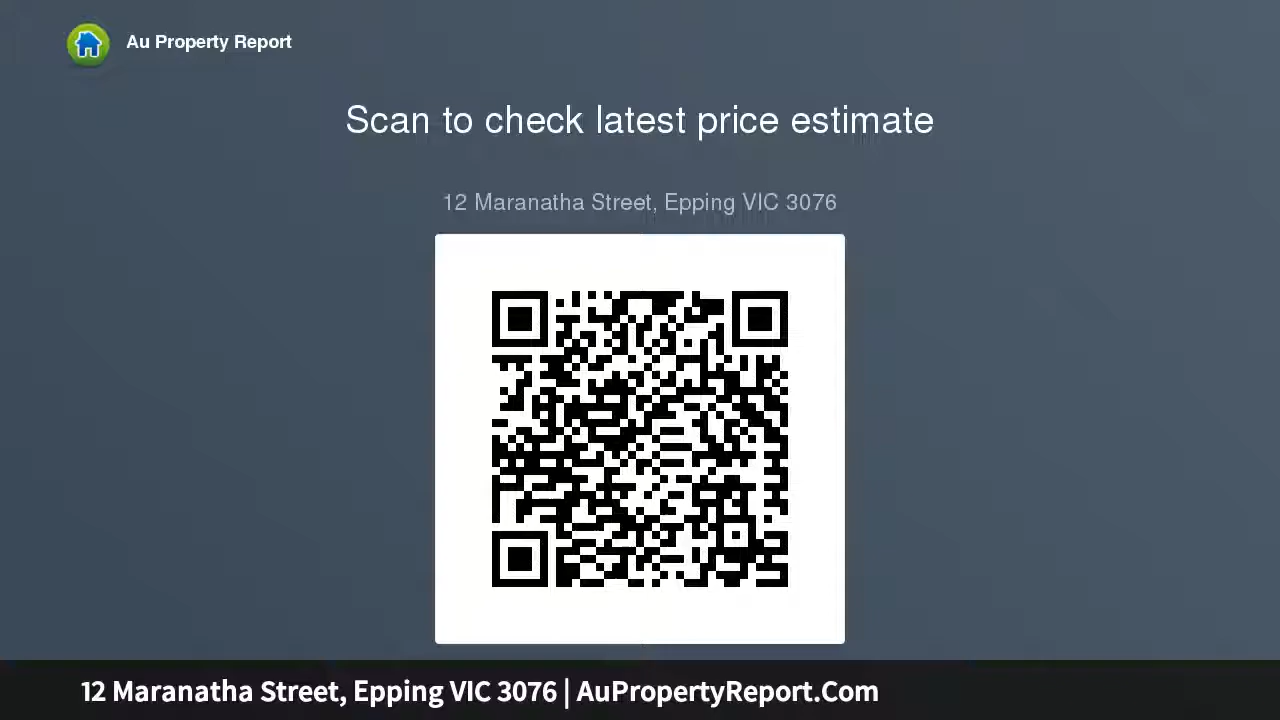 Au Property Report
Scan to check latest price estimate
12 Maranatha Street, Epping VIC 3076
12 Maranatha Street, Epping VIC 3076 | AuPropertyReport.Com